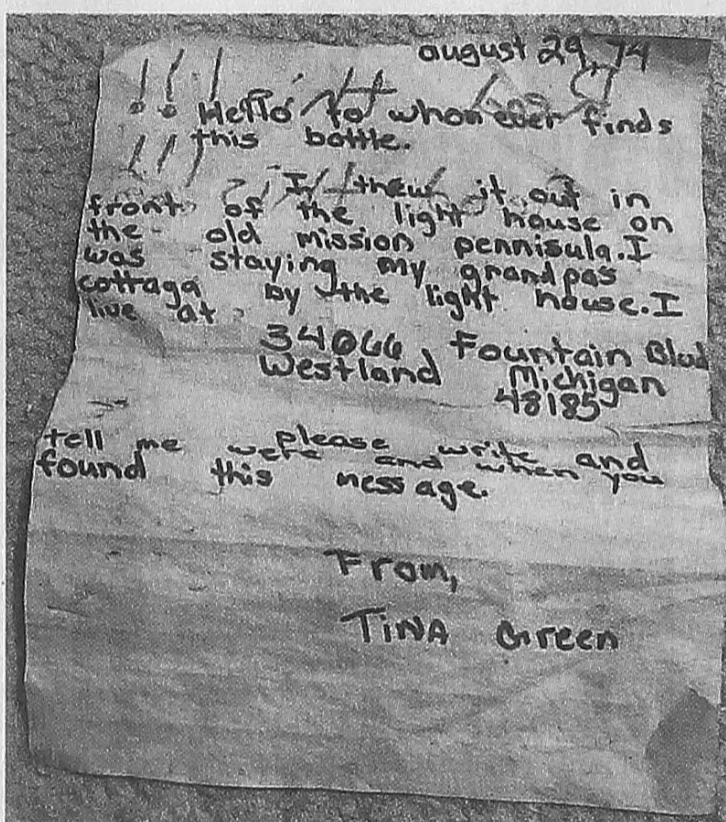 august 29, 74
!!!
Hello to whom ever finds
this bottle.
!!!
I threw it out in
front of the light house on
the old mission pennisula. I
was staying my grandpas
cottaga by the light house. I
live at
34066 Fountain Blvd
Westland Michigan
48185
please write and
tell me were and when you
found this message.
From,
TINA Green